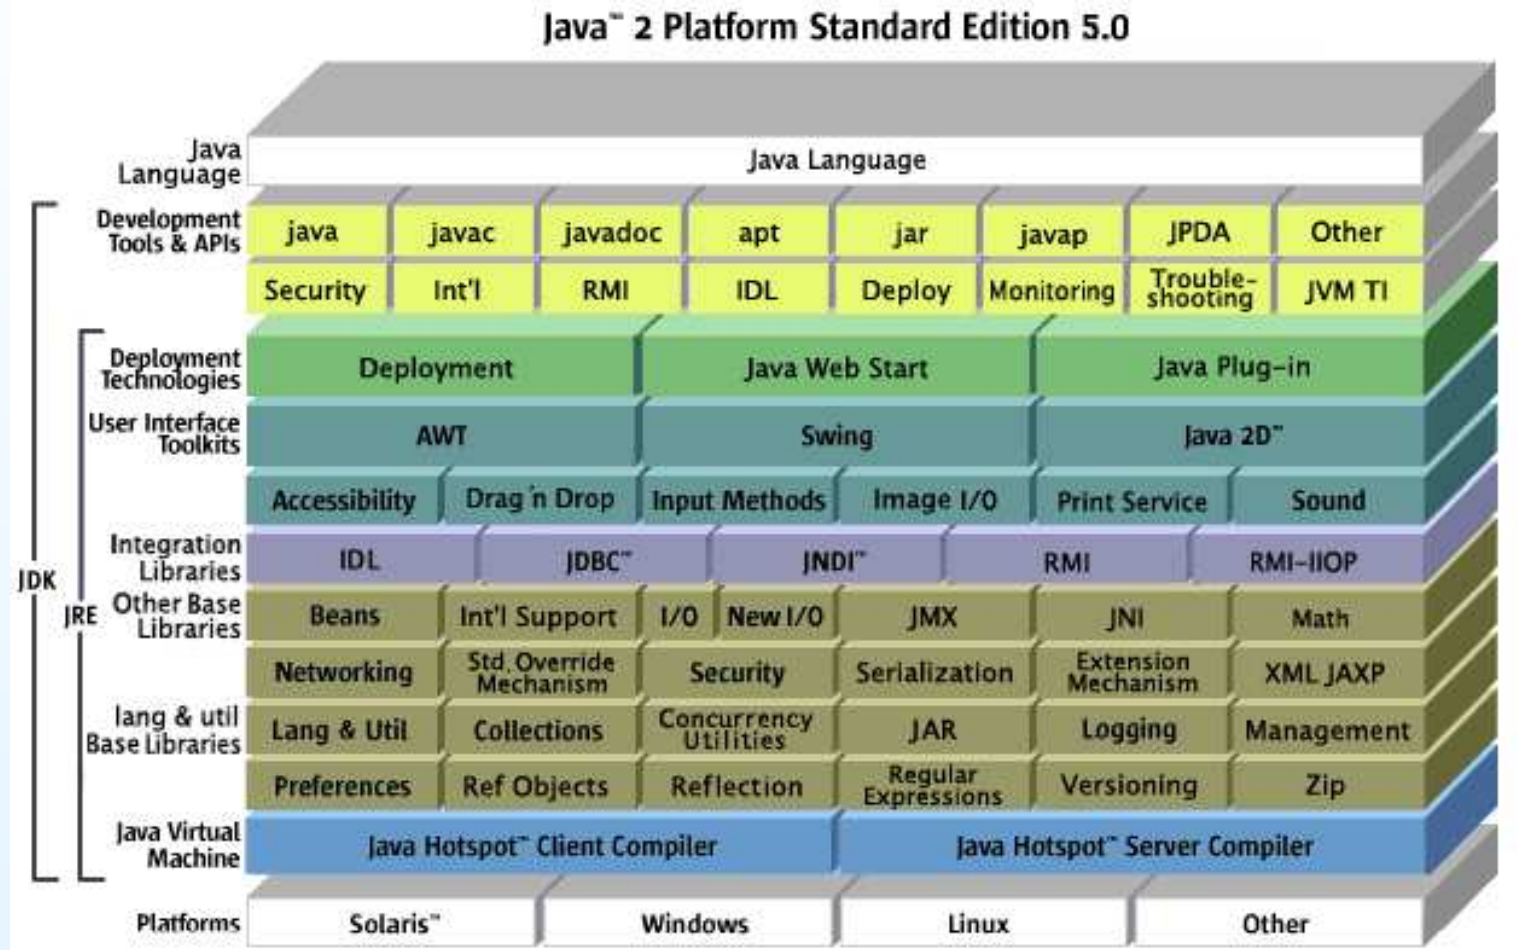 Java™ 2 Platform Standard Edition 5.0
Java
Language
Java Language
Development
Tools & APIs
java javac javadoc apt jar javap JPDA Other
Security Int'l RMI IDL Deploy Monitoring Trouble-
shooting JVM TI
Deployment
Technologies
Deployment Java Web Start Java Plug-in
User Interface
Toolkits
AWT Swing Java 2D™
Accessibility Drag 'n Drop Input Methods Image I/O Print Service Sound
Integration
Libraries
IDL JDBC™ JNDI™ RMI RMI-IIOP
JDK
JRE
Other Base
Libraries
Beans Int'l Support I/O New I/O JMX JNI Math
Networking Std. Override
Mechanism Security Serialization Extension
Mechanism XML JAXP
lang & util
Base Libraries
Lang & Util Collections Concurrency
Utilities JAR Logging Management
Preferences Ref Objects Reflection Regular
Expressions Versioning Zip
Java Virtual
Machine
Java Hotspot™ Client Compiler Java Hotspot™ Server Compiler
Platforms
Solaris™ Windows Linux Other